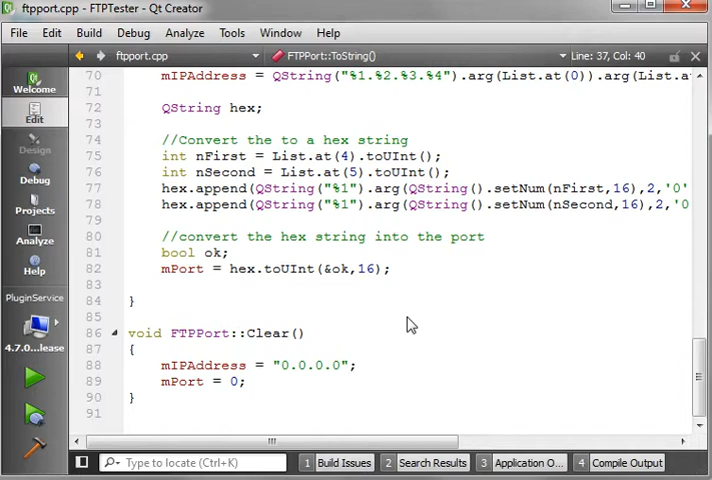 ftpport.cpp - FTPTester - Qt Creator
File Edit Build Debug Analyze Tools Window Help
ftpport.cpp FTPPort::ToString() Line: 37, Col: 40
Welcome
Edit
Design
Debug
Projects
Analyze
Help
PluginService
4.7.0...lease
70 mIPAddress = QString("%1.%2.%3.%4").arg(List.at(0)).arg(List.a
71
72 QString hex;
73
74 //Convert the to a hex string
75 int nFirst = List.at(4).toUInt();
76 int nSecond = List.at(5).toUInt();
77 hex.append(QString("%1").arg(QString().setNum(nFirst,16),2,'0'
78 hex.append(QString("%1").arg(QString().setNum(nSecond,16),2,'0
79
80 //convert the hex string into the port
81 bool ok;
82 mPort = hex.toUInt(&ok,16);
83
84 }
85
86 void FTPPort::Clear()
87 {
88 mIPAddress = "0.0.0.0";
89 mPort = 0;
90 }
91
Type to locate (Ctrl+K) 1 Build Issues 2 Search Results 3 Application O... 4 Compile Output